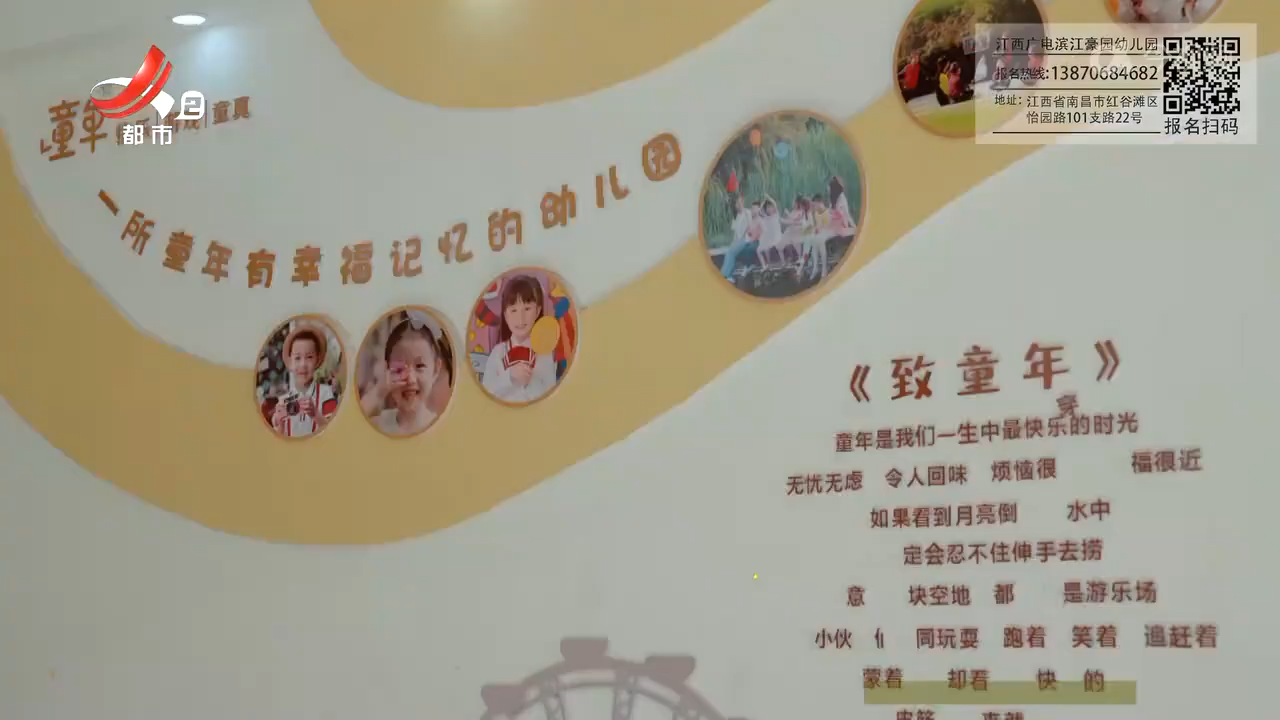 江西广电滨江豪园幼儿园
报名热线:13870684682
地址：江西省南昌市红谷滩区
怡园路101支路22号
报名扫码
2
都市
童年
童真
一所童年有幸福记忆的幼儿园
《致童年》
童年是我们一生中最快乐的时光
无忧无虑 令人回味 烦恼很 福很近
如果看到月亮倒 水中
定会忍不住伸手去捞
意 块空地 都 是游乐场
小伙 同玩耍 跑着 笑着 追赶着
蒙着 却看 快 的